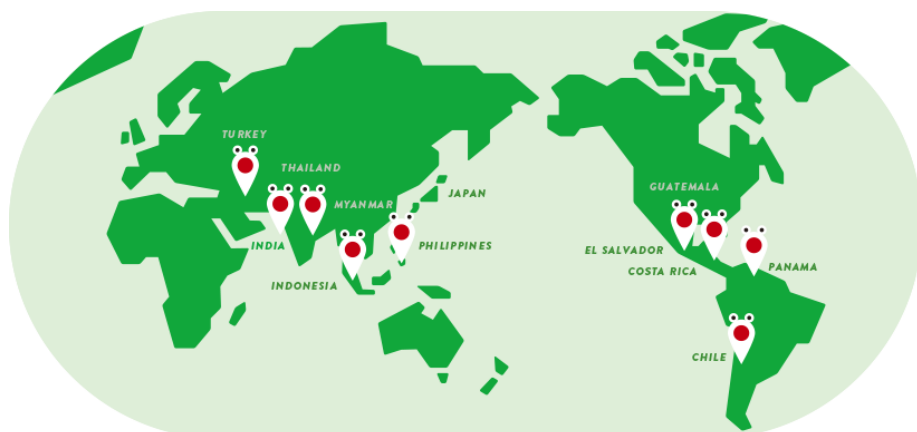 TURKEY
THAILAND
GUATEMALA
JAPAN
MYANMAR
INDIA
PHILIPPINES
EL SALVADOR
PANAMA
COSTA RICA
INDONESIA
CHILE